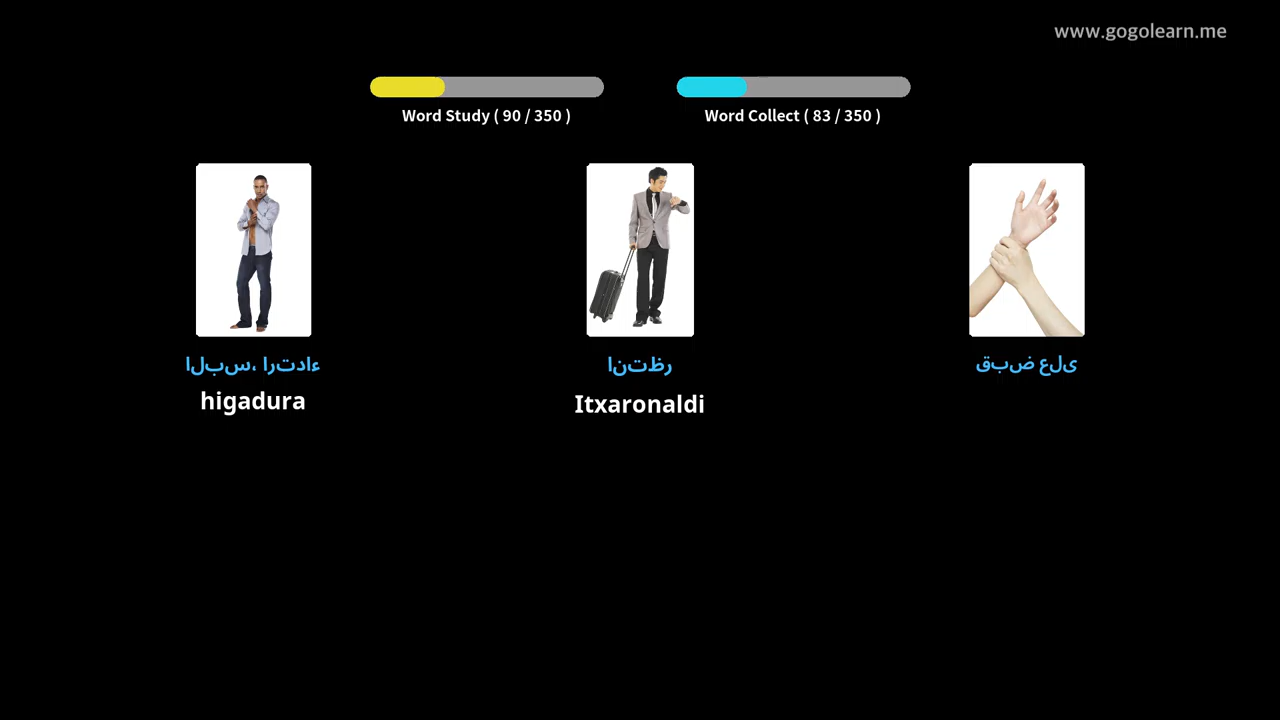 www.gogolearn.me
Word Study ( 90 / 350 )
Word Collect ( 83 / 350 )
البس، ارتداء
انتظر
قبض على
higadura
Itxaronaldi